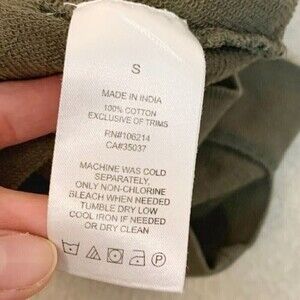 S
MADE IN INDIA
100% COTTON
EXCLUSIVE OF TRIMS
RN#106214
CA#35037
MACHINE WAS COLD
SEPARATELY,
ONLY NON-CHLORINE
BLEACH WHEN NEEDED
TUMBLE DRY LOW
COOL IRON IF NEEDED
OR DRY CLEAN
P